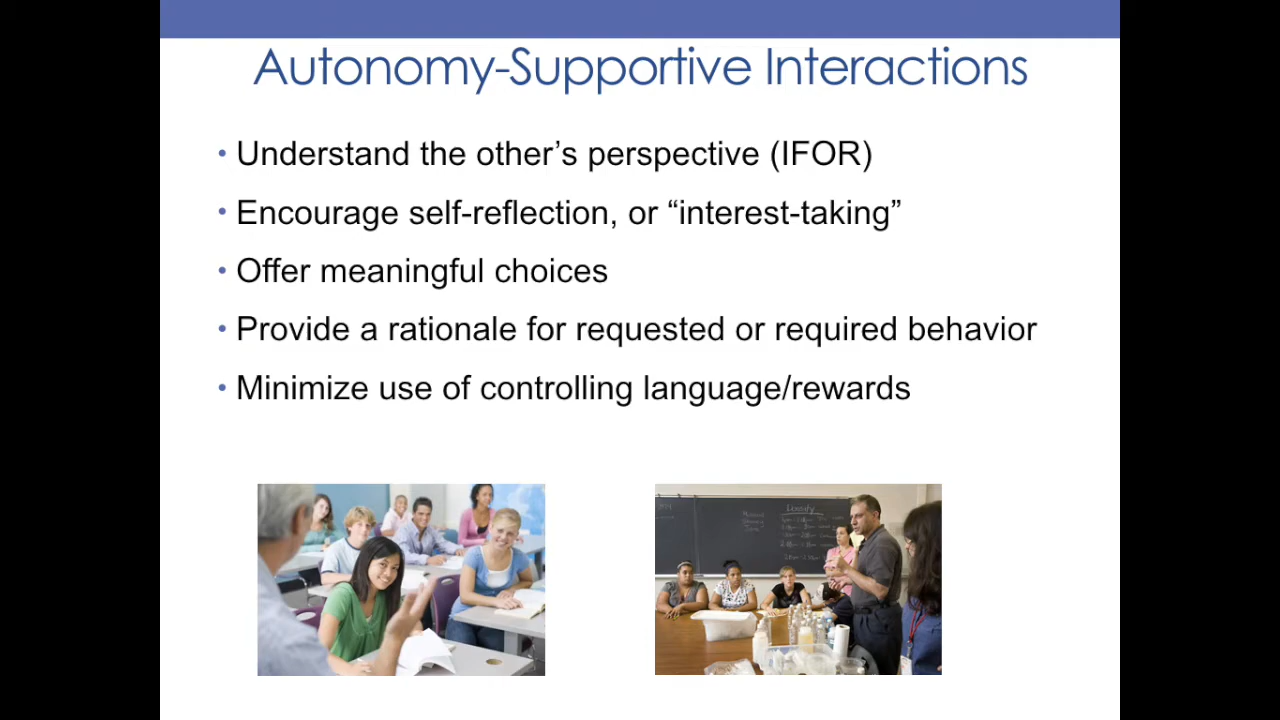 Autonomy-Supportive Interactions
• Understand the other’s perspective (IFOR)
• Encourage self-reflection, or “interest-taking”
• Offer meaningful choices
• Provide a rationale for requested or required behavior
• Minimize use of controlling language/rewards